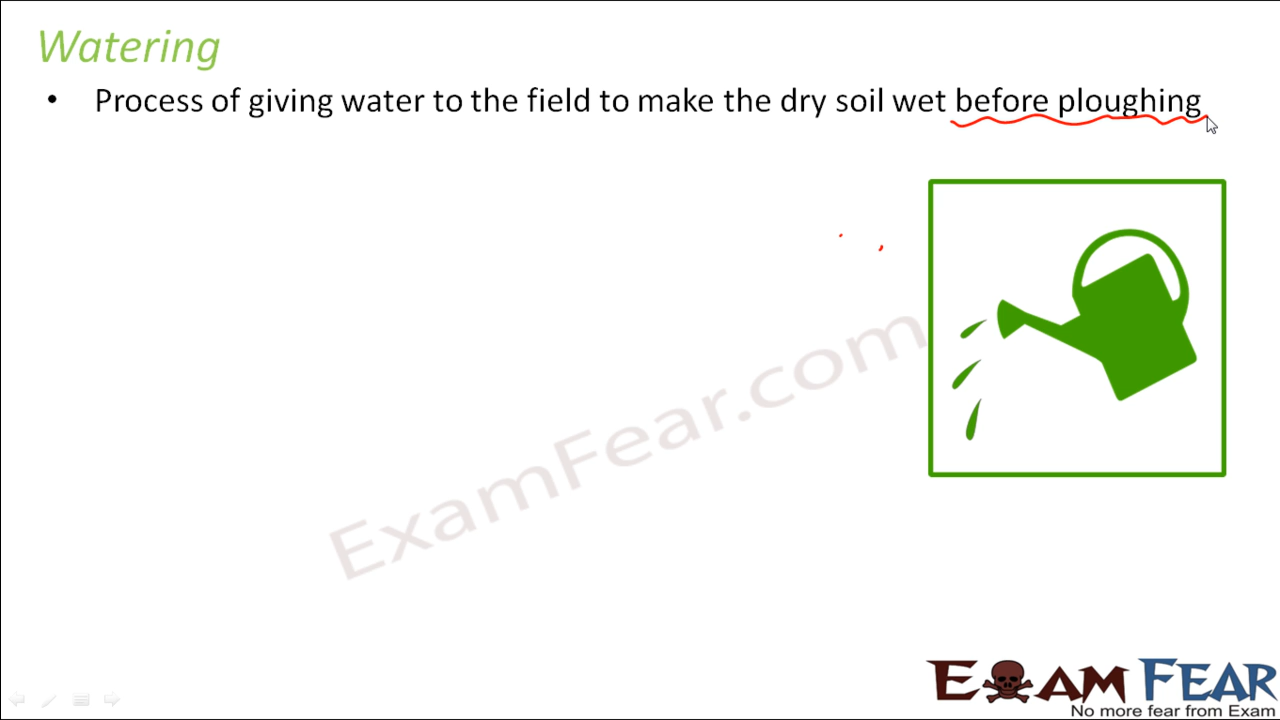 Watering
• Process of giving water to the field to make the dry soil wet before ploughing
ExamFear.com
EXAM FEAR
No more fear from Exam